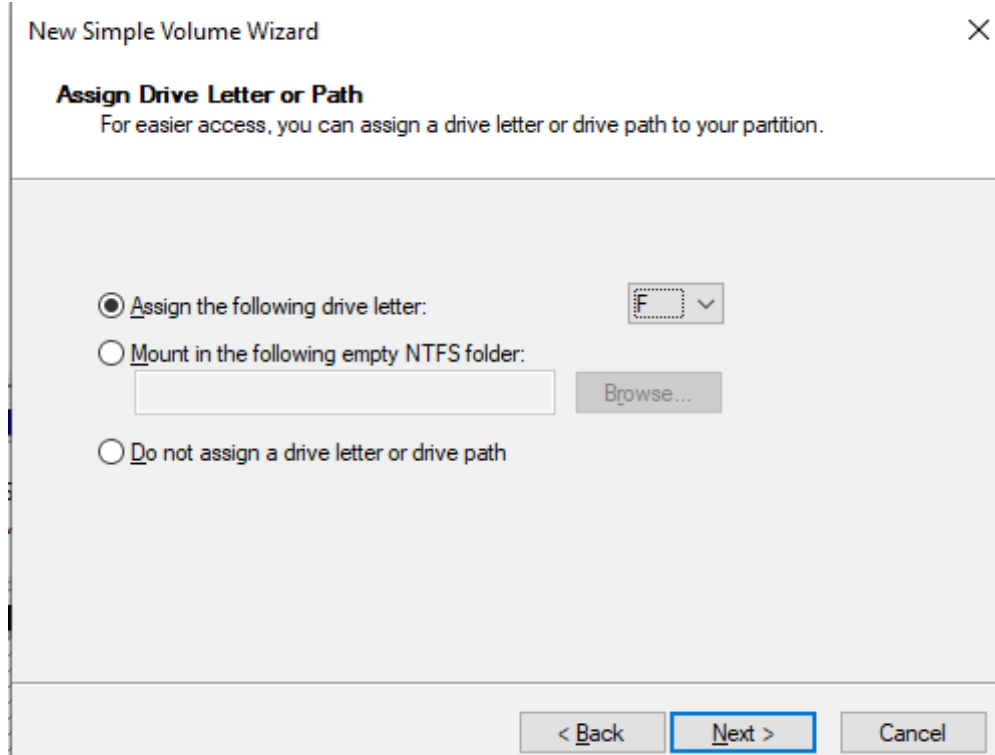 New Simple Volume Wizard
Assign Drive Letter or Path
For easier access, you can assign a drive letter or drive path to your partition.
Assign the following drive letter: F
Mount in the following empty NTFS folder:
Browse...
Do not assign a drive letter or drive path
< Back Next > Cancel